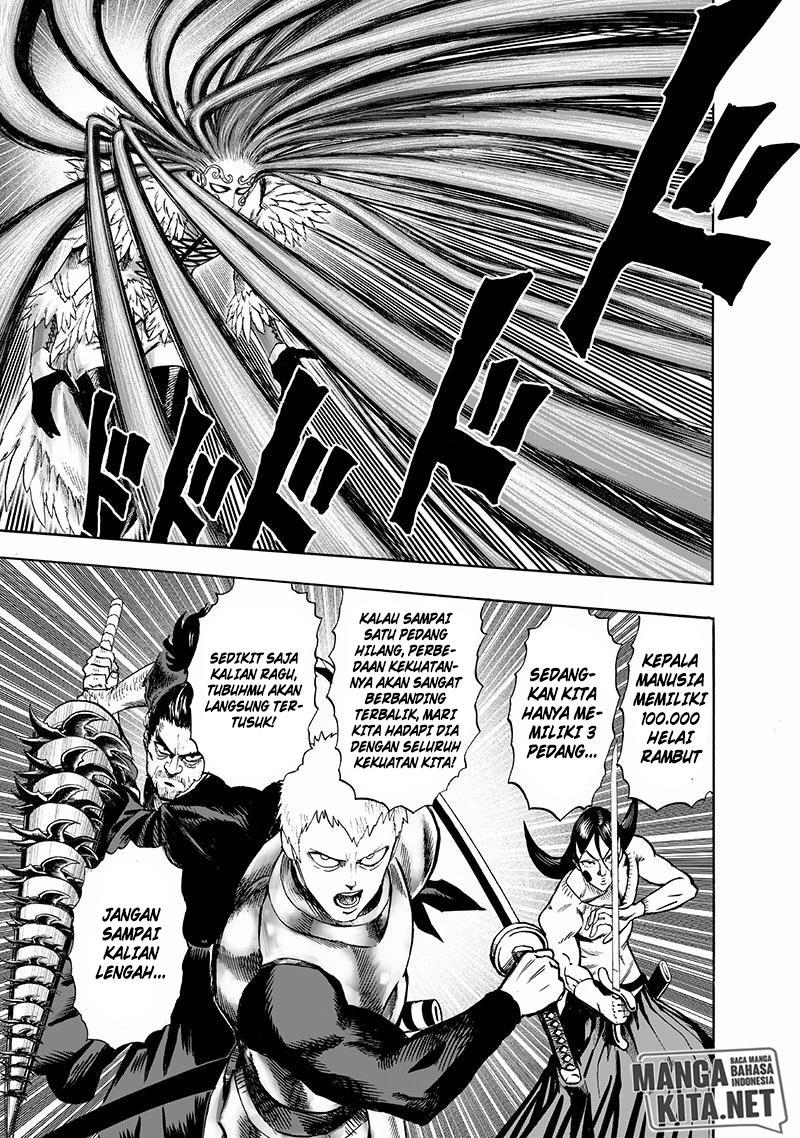 ド
ド
ド
ド
ド
KEPALA
MANUSIA
MEMILIKI
100.000
HELAI
RAMBUT
SEDANG-
KAN KITA
HANYA ME-
MILIKI 3
PEDANG...
KALAU SAMPAI
SATU PEDANG
HILANG, PERBE-
DAAN KEKUATAN-
NYA AKAN SANGAT
BERBANDING
TERBALIK, MARI
KITA HADAPI DIA
DENGAN SELURUH
KEKUATAN KITA!
SEDIKIT SAJA
KALIAN RAGU,
TUBUHMU AKAN
LANGSUNG TER-
TUSUK!
JANGAN
SAMPAI
KALIAN
LENGAH...
MANGA
KITA.NET
BACA MANGA
BAHASA
INDONESIA